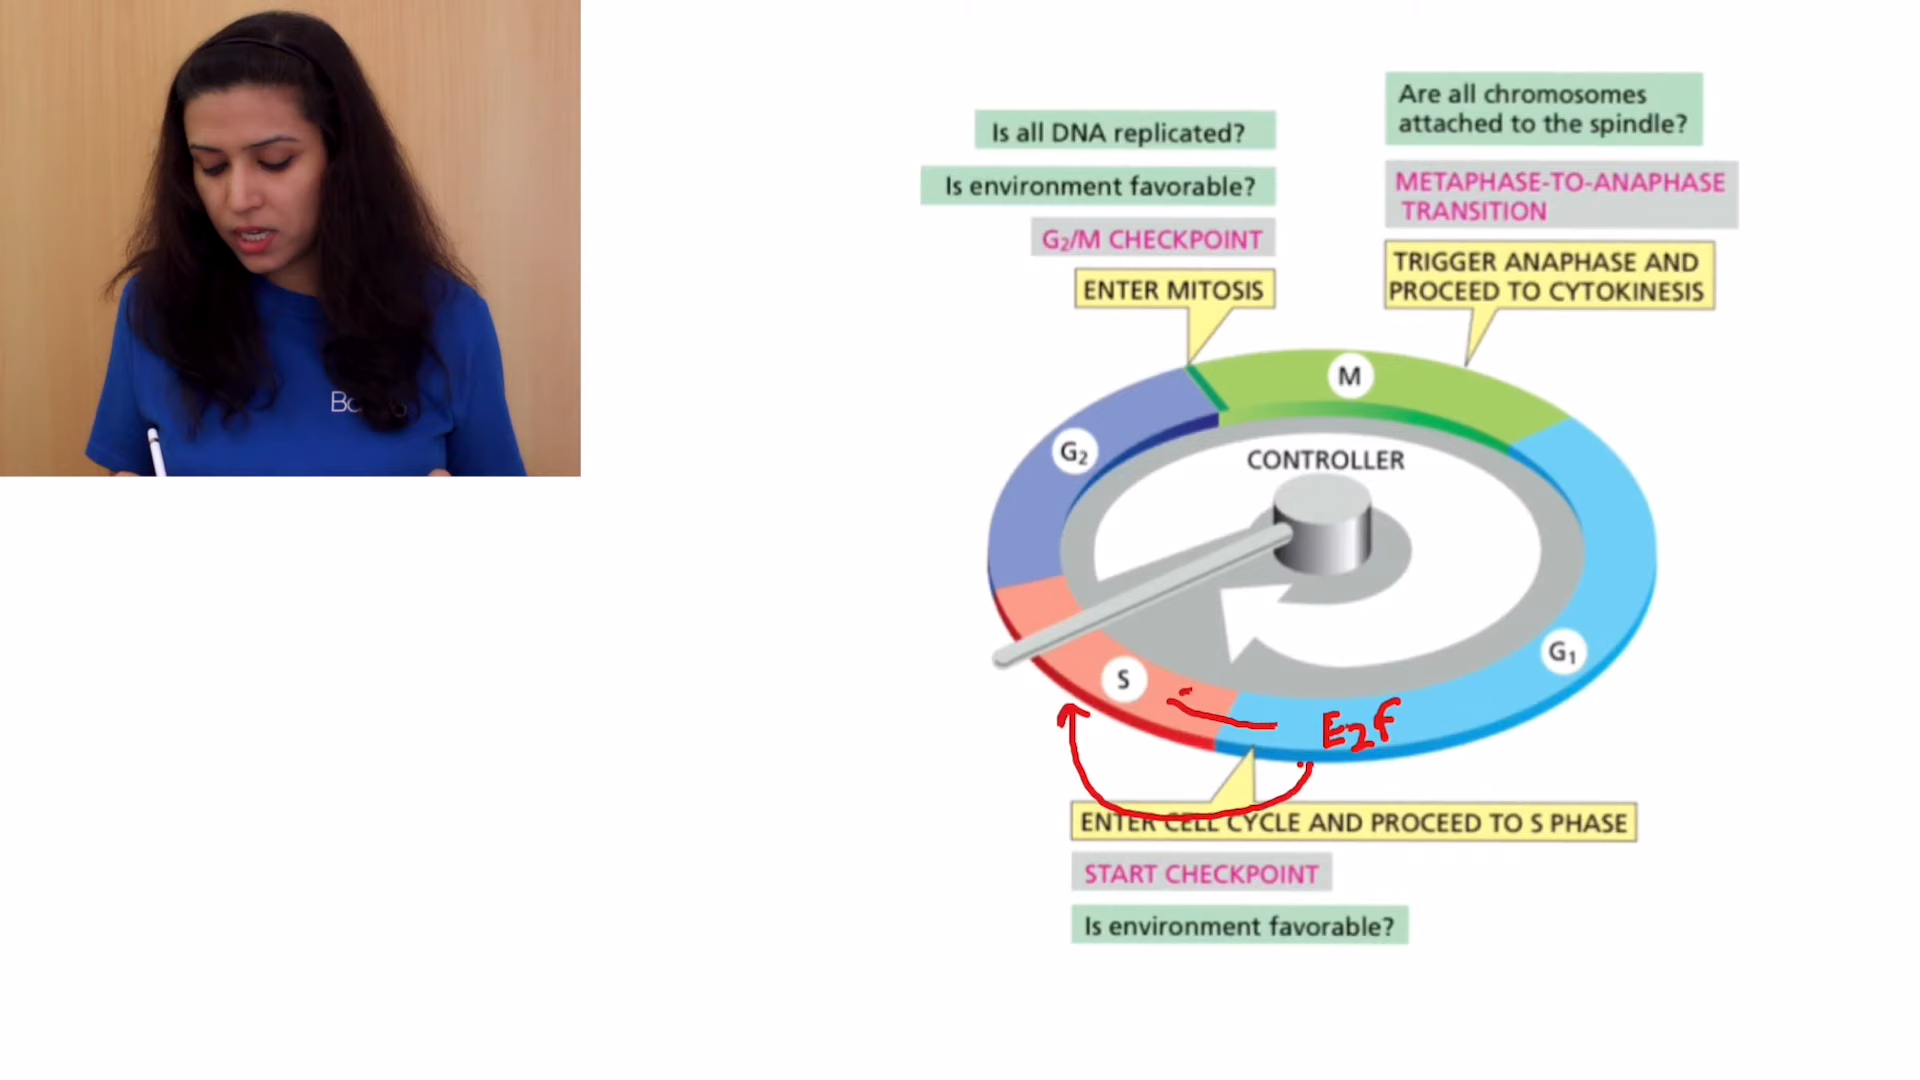 Is all DNA replicated?
Is environment favorable?
G₂/M CHECKPOINT
ENTER MITOSIS
Are all chromosomes
attached to the spindle?
METAPHASE-TO-ANAPHASE
TRANSITION
TRIGGER ANAPHASE AND
PROCEED TO CYTOKINESIS
M
G₂
CONTROLLER
G₁
S
E2f
ENTER CELL CYCLE AND PROCEED TO S PHASE
START CHECKPOINT
Is environment favorable?